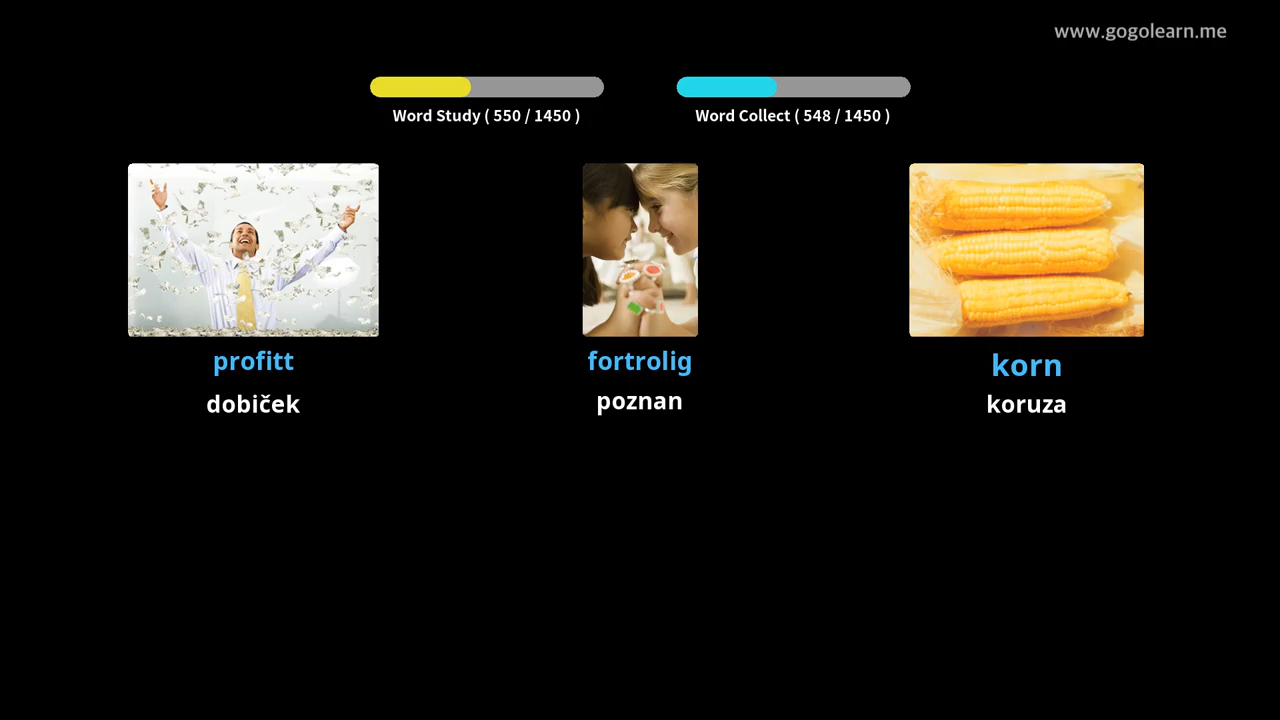 www.gogolearn.me
Word Study ( 550 / 1450 )
Word Collect ( 548 / 1450 )
profitt
fortrolig
korn
dobiček
poznan
koruza